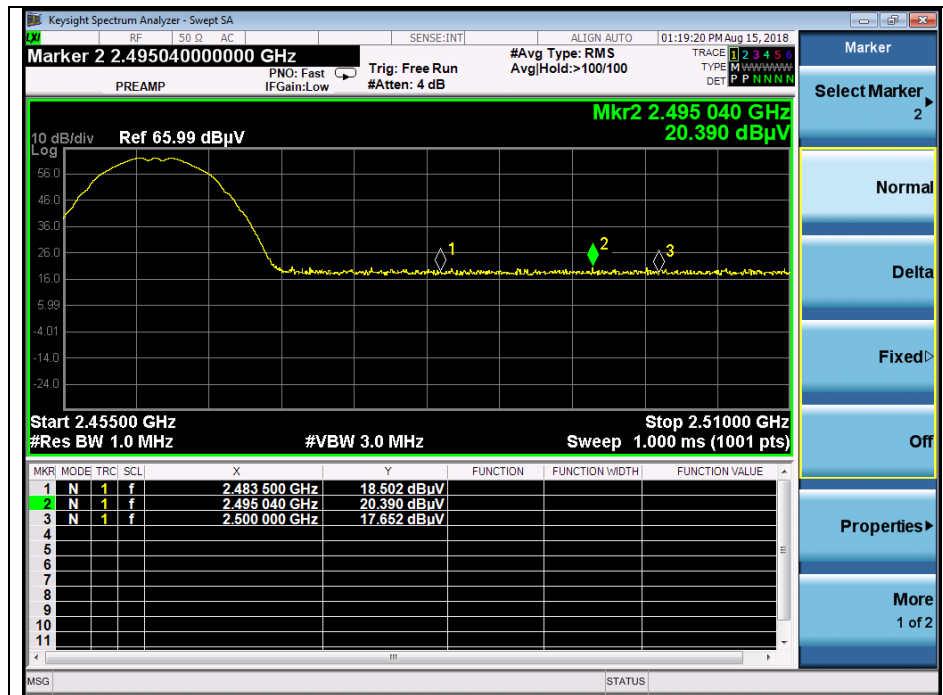 Keysight Spectrum Analyzer - Swept SA
LXI RF 50 Ω AC SENSE:INT ALIGN AUTO 01:19:20 PM Aug 15, 2018
Marker 2 2.495040000000 GHz
PREAMP
PNO: Fast
IFGain:Low
Trig: Free Run
#Atten: 4 dB
#Avg Type: RMS
Avg|Hold:>100/100
TRACE 1 2 3 4 5 6
TYPE M WWWWW
DET P P N N N N
Mkr2 2.495 040 GHz
20.390 dBµV
10 dB/div Ref 65.99 dBµV
Log
56.0
46.0
36.0
26.0
16.0
5.99
-4.01
-14.0
-24.0
1
2
3
Start 2.45500 GHz Stop 2.51000 GHz
#Res BW 1.0 MHz #VBW 3.0 MHz Sweep 1.000 ms (1001 pts)
MKR MODE TRC SCL X Y FUNCTION FUNCTION WIDTH FUNCTION VALUE
1 N 1 f 2.483 500 GHz 18.502 dBµV
2 N 1 f 2.495 040 GHz 20.390 dBµV
3 N 1 f 2.500 000 GHz 17.652 dBµV
4
5
6
7
8
9
10
11
MSG STATUS
Marker
Select Marker
2
Normal
Delta
Fixed
Off
Properties
More
1 of 2